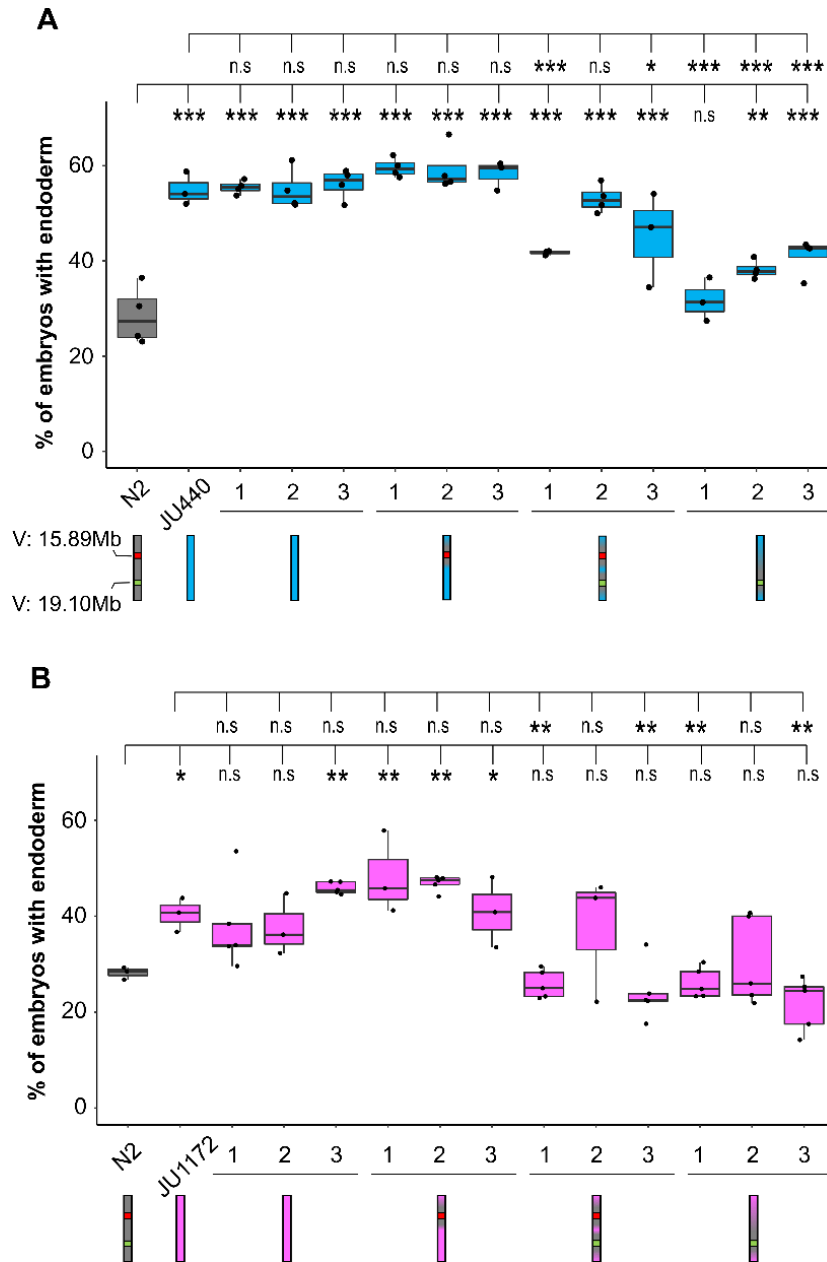 A
n.s n.s n.s n.s n.s n.s *** n.s * *** *** ***
*** *** *** *** *** *** *** *** *** *** n.s ** ***
60
40
20
0
% of embryos with endoderm
N2 JU440 1 2 3 1 2 3 1 2 3 1 2 3
V: 15.89Mb
V: 19.10Mb
B
n.s n.s n.s n.s n.s n.s ** n.s ** ** n.s **
* n.s n.s ** ** ** * n.s n.s n.s n.s n.s n.s
60
40
20
0
% of embryos with endoderm
N2 JU1172 1 2 3 1 2 3 1 2 3 1 2 3